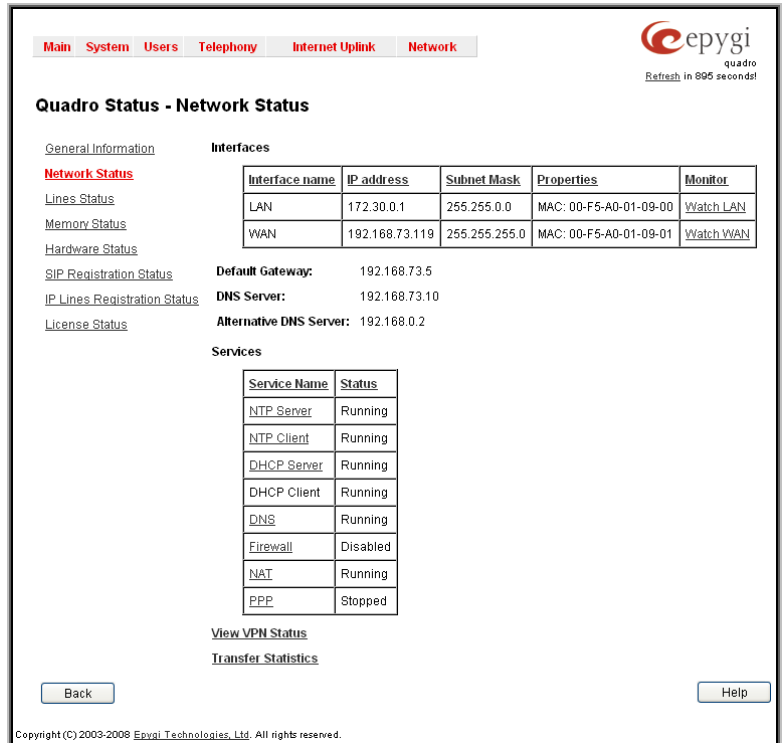 Main System Users Telephony Internet Uplink Network
epygi
quadro
Refresh in 895 seconds!
Quadro Status - Network Status
General Information
Network Status
Lines Status
Memory Status
Hardware Status
SIP Registration Status
IP Lines Registration Status
License Status
Interfaces
Interface name IP address Subnet Mask Properties Monitor
LAN 172.30.0.1 255.255.0.0 MAC: 00-F5-A0-01-09-00 Watch LAN
WAN 192.168.73.119 255.255.255.0 MAC: 00-F5-A0-01-09-01 Watch WAN
Default Gateway: 192.168.73.5
DNS Server: 192.168.73.10
Alternative DNS Server: 192.168.0.2
Services
Service Name Status
NTP Server Running
NTP Client Running
DHCP Server Running
DHCP Client Running
DNS Running
Firewall Disabled
NAT Running
PPP Stopped
View VPN Status
Transfer Statistics
Back Help
Copyright (C) 2003-2008 Epygi Technologies, Ltd. All rights reserved.